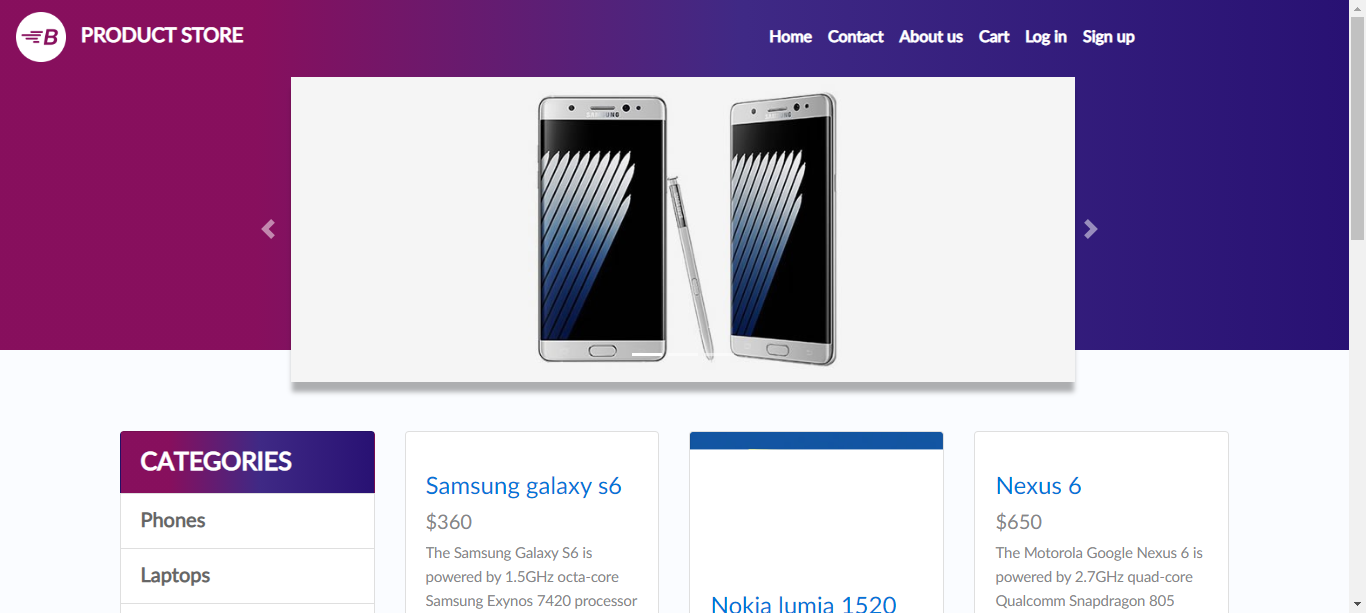 B PRODUCT STORE
Home Contact About us Cart Log in Sign up
SAMSUNG
SAMSUNG
CATEGORIES
Phones
Laptops
Samsung galaxy s6
$360
The Samsung Galaxy S6 is
powered by 1.5GHz octa-core
Samsung Exynos 7420 processor
Nokia lumia 1520
Nexus 6
$650
The Motorola Google Nexus 6 is
powered by 2.7GHz quad-core
Qualcomm Snapdragon 805